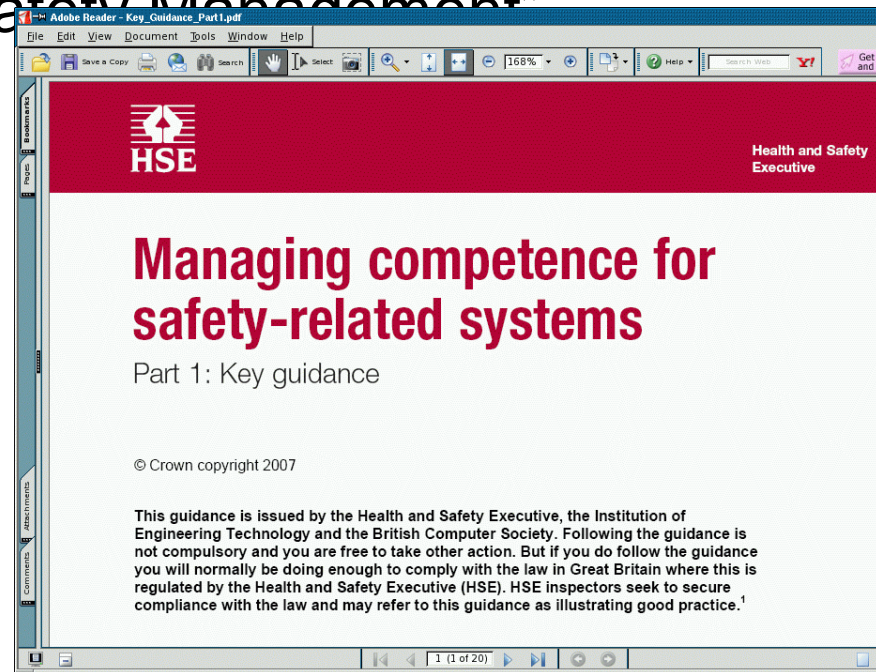 afety Management
Adobe Reader - Key_Guidance_Part1.pdf
File Edit View Document Tools Window Help
Save a Copy Search Select 168% Help Search Web Y! Get
and
Bookmarks
Pages
HSE
Health and Safety
Executive
Managing competence for
safety-related systems
Part 1: Key guidance
© Crown copyright 2007
This guidance is issued by the Health and Safety Executive, the Institution of
Engineering Technology and the British Computer Society. Following the guidance is
not compulsory and you are free to take other action. But if you do follow the guidance
you will normally be doing enough to comply with the law in Great Britain where this is
regulated by the Health and Safety Executive (HSE). HSE inspectors seek to secure
compliance with the law and may refer to this guidance as illustrating good practice.1
Attachments
Comments
1 (1 of 20)